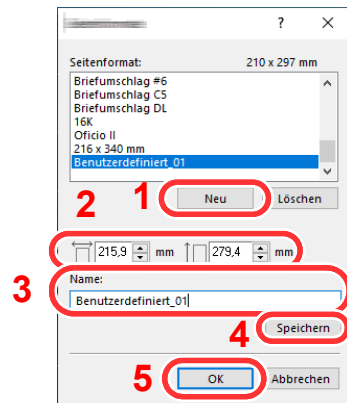 ?
Seitenformat: 210 x 297 mm
Briefumschlag #6
Briefumschlag C5
Briefumschlag DL
16K
Oficio II
216 x 340 mm
Benutzerdefiniert_01
2 1 Neu Löschen
215,9 mm 279,4 mm
3 Name:
Benutzerdefiniert_01
4 Speichern
5 OK Abbrechen